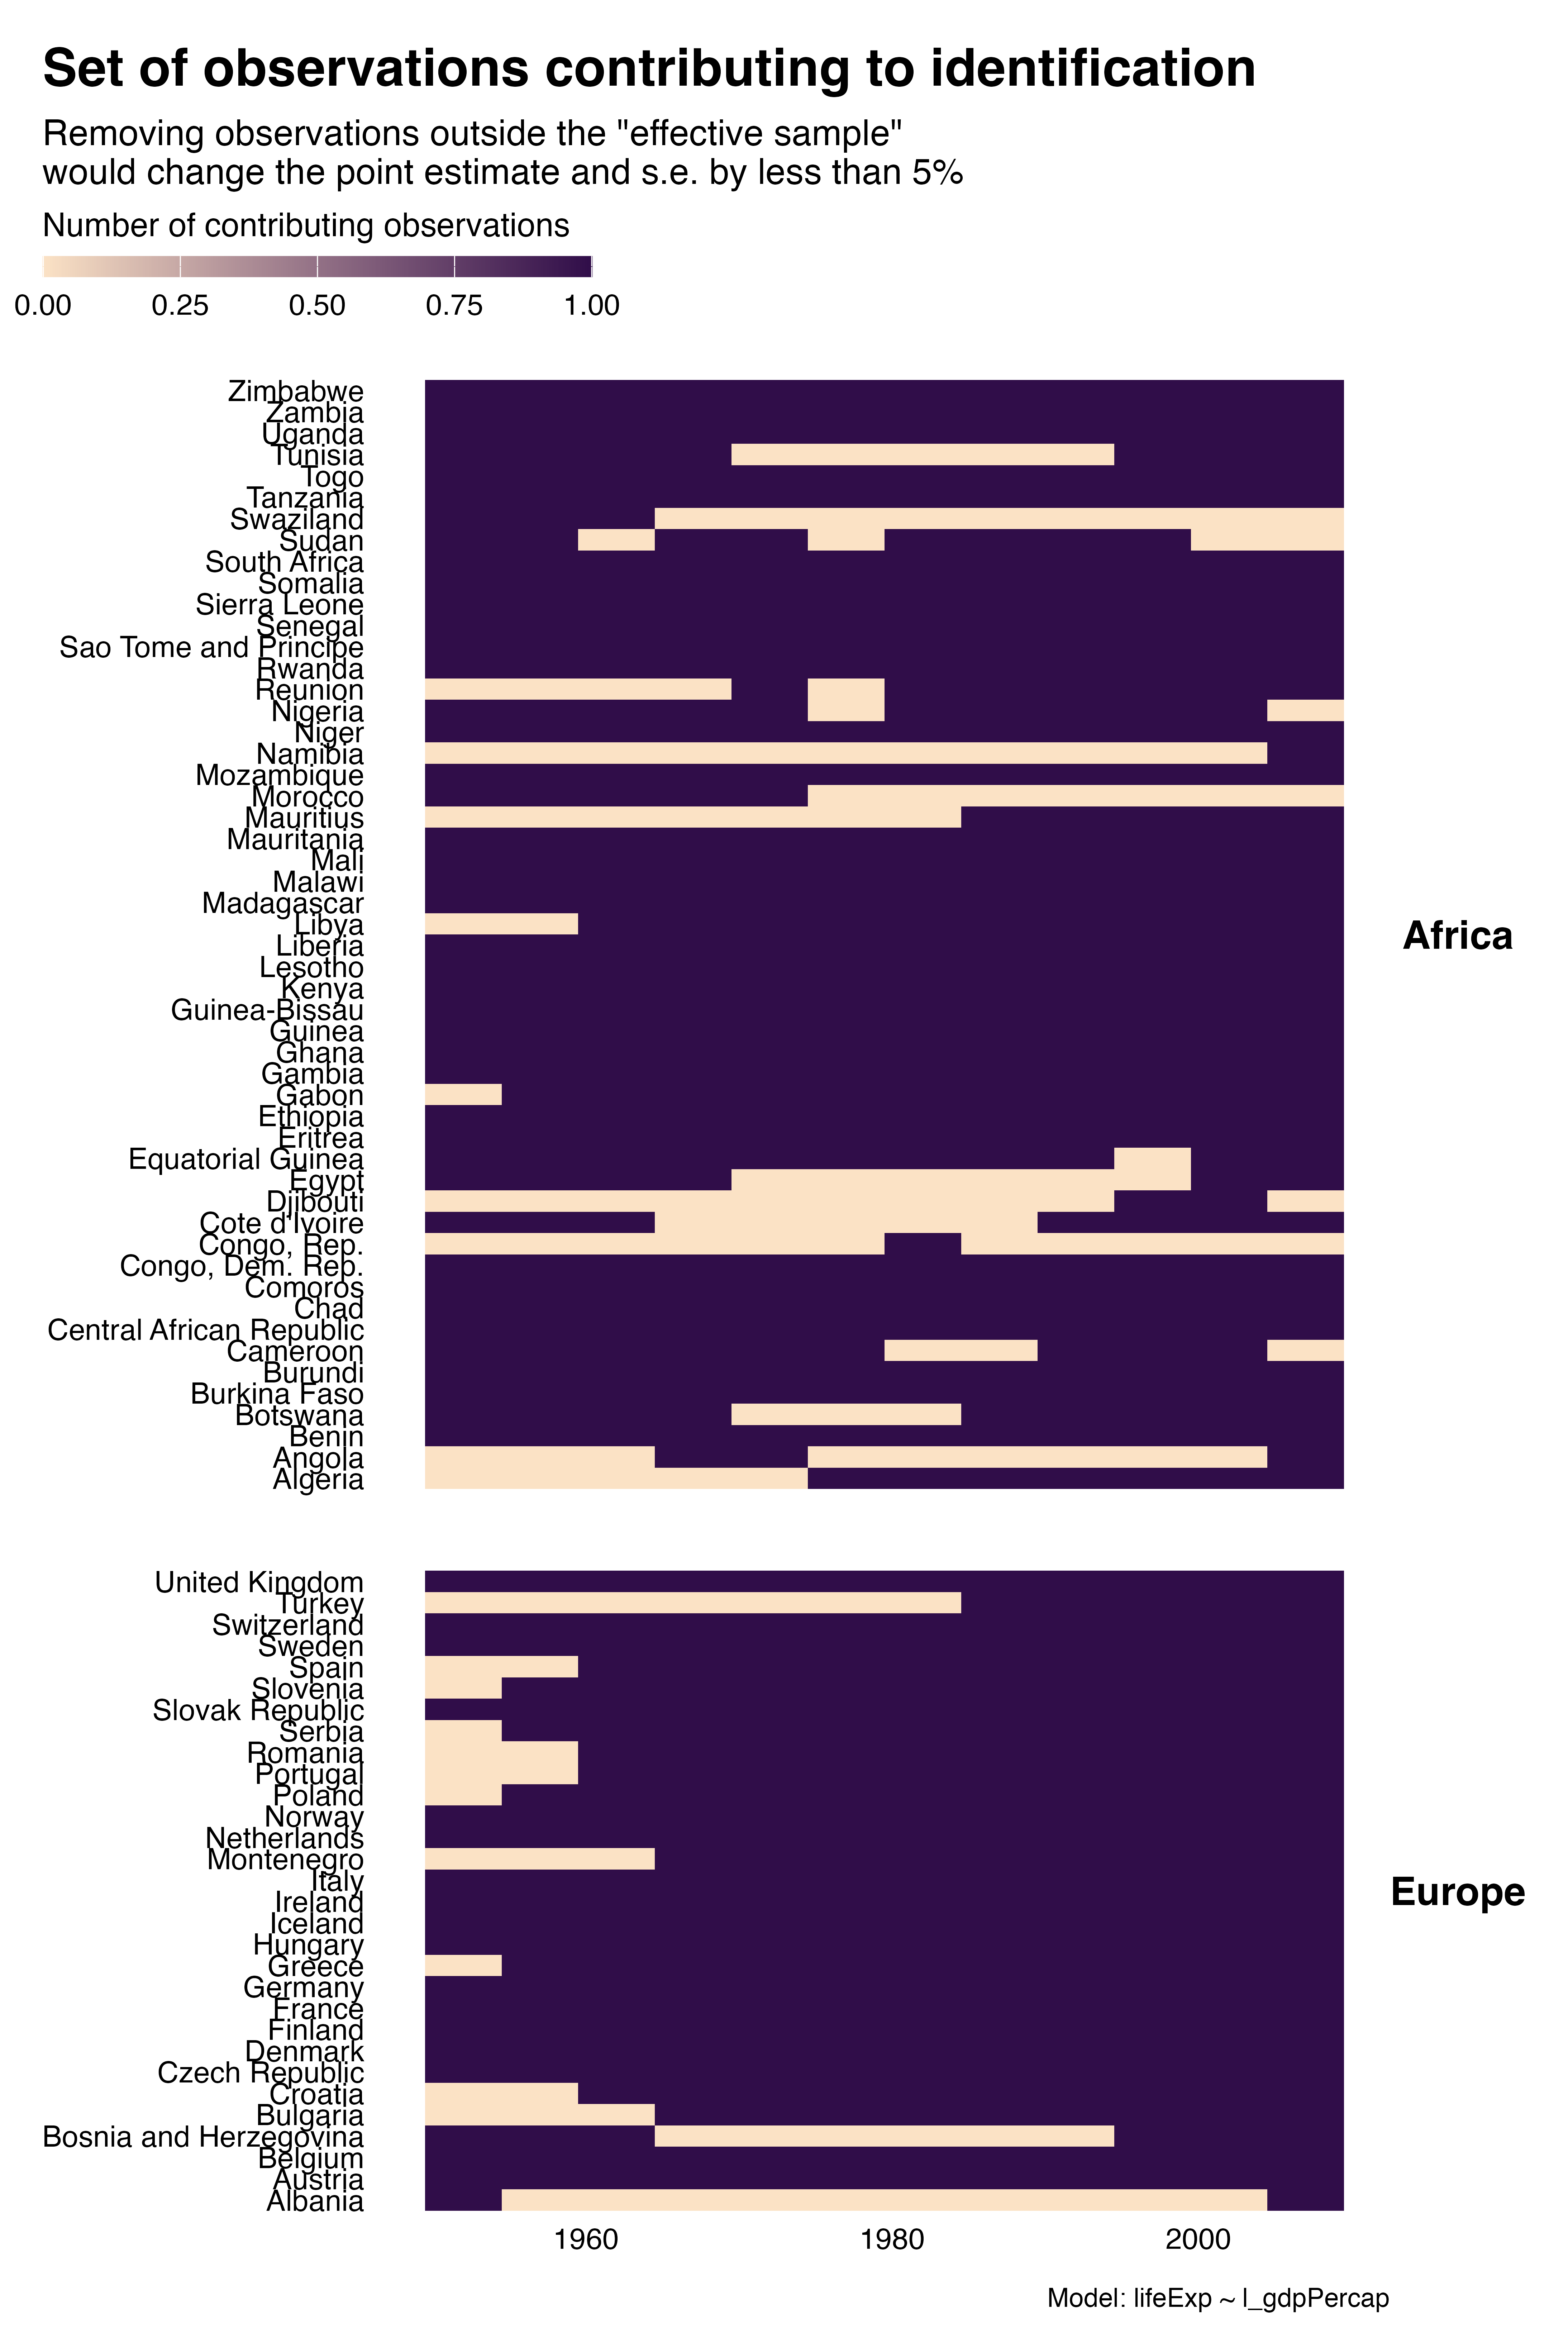 Set of observations contributing to identification
Removing observations outside the "effective sample"
would change the point estimate and s.e. by less than 5%
Number of contributing observations
0.00 0.25 0.50 0.75 1.00
Zimbabwe
Zambia
Uganda
Tunisia
Togo
Tanzania
Swaziland
Sudan
South Africa
Somalia
Sierra Leone
Senegal
Sao Tome and Principe
Rwanda
Reunion
Nigeria
Niger
Namibia
Mozambique
Morocco
Mauritius
Mauritania
Mali
Malawi
Madagascar
Libya
Liberia
Lesotho
Kenya
Guinea-Bissau
Guinea
Ghana
Gambia
Gabon
Ethiopia
Eritrea
Equatorial Guinea
Egypt
Djibouti
Cote d'Ivoire
Congo, Rep.
Congo, Dem. Rep.
Comoros
Chad
Central African Republic
Cameroon
Burundi
Burkina Faso
Botswana
Benin
Angola
Algeria
Africa
United Kingdom
Turkey
Switzerland
Sweden
Spain
Slovenia
Slovak Republic
Serbia
Romania
Portugal
Poland
Norway
Netherlands
Montenegro
Italy
Ireland
Iceland
Hungary
Greece
Germany
France
Finland
Denmark
Czech Republic
Croatia
Bulgaria
Bosnia and Herzegovina
Belgium
Austria
Albania
Europe
1960 1980 2000
Model: lifeExp ~ l_gdpPercap